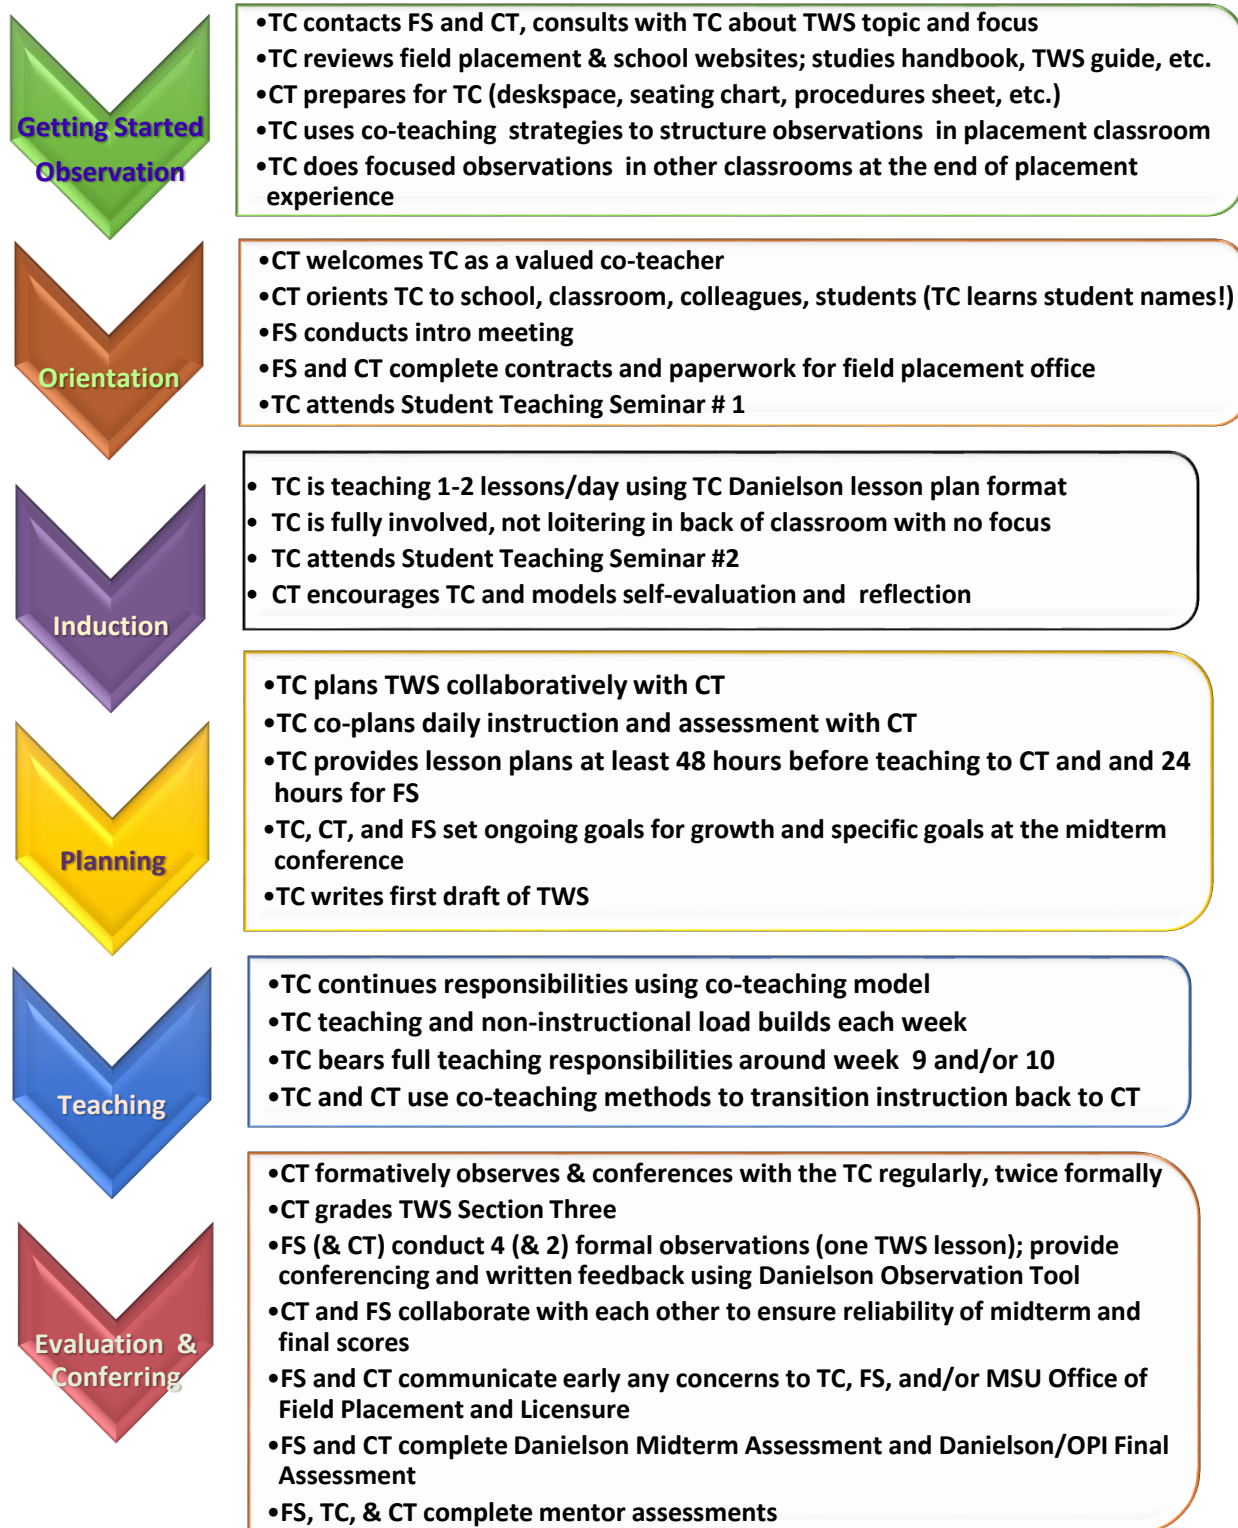 Getting Started
Observation
•TC contacts FS and CT, consults with TC about TWS topic and focus
•TC reviews field placement & school websites; studies handbook, TWS guide, etc.
•CT prepares for TC (deskspace, seating chart, procedures sheet, etc.)
•TC uses co-teaching strategies to structure observations in placement classroom
•TC does focused observations in other classrooms at the end of placement
experience
Orientation
•CT welcomes TC as a valued co-teacher
•CT orients TC to school, classroom, colleagues, students (TC learns student names!)
•FS conducts intro meeting
•FS and CT complete contracts and paperwork for field placement office
•TC attends Student Teaching Seminar # 1
Induction
• TC is teaching 1-2 lessons/day using TC Danielson lesson plan format
• TC is fully involved, not loitering in back of classroom with no focus
• TC attends Student Teaching Seminar #2
• CT encourages TC and models self-evaluation and reflection
Planning
•TC plans TWS collaboratively with CT
•TC co-plans daily instruction and assessment with CT
•TC provides lesson plans at least 48 hours before teaching to CT and and 24
hours for FS
•TC, CT, and FS set ongoing goals for growth and specific goals at the midterm
conference
•TC writes first draft of TWS
Teaching
•TC continues responsibilities using co-teaching model
•TC teaching and non-instructional load builds each week
•TC bears full teaching responsibilities around week 9 and/or 10
•TC and CT use co-teaching methods to transition instruction back to CT
Evaluation &
Conferring
•CT formatively observes & conferences with the TC regularly, twice formally
•CT grades TWS Section Three
•FS (& CT) conduct 4 (& 2) formal observations (one TWS lesson); provide
conferencing and written feedback using Danielson Observation Tool
•CT and FS collaborate with each other to ensure reliability of midterm and
final scores
•FS and CT communicate early any concerns to TC, FS, and/or MSU Office of
Field Placement and Licensure
•FS and CT complete Danielson Midterm Assessment and Danielson/OPI Final
Assessment
•FS, TC, & CT complete mentor assessments